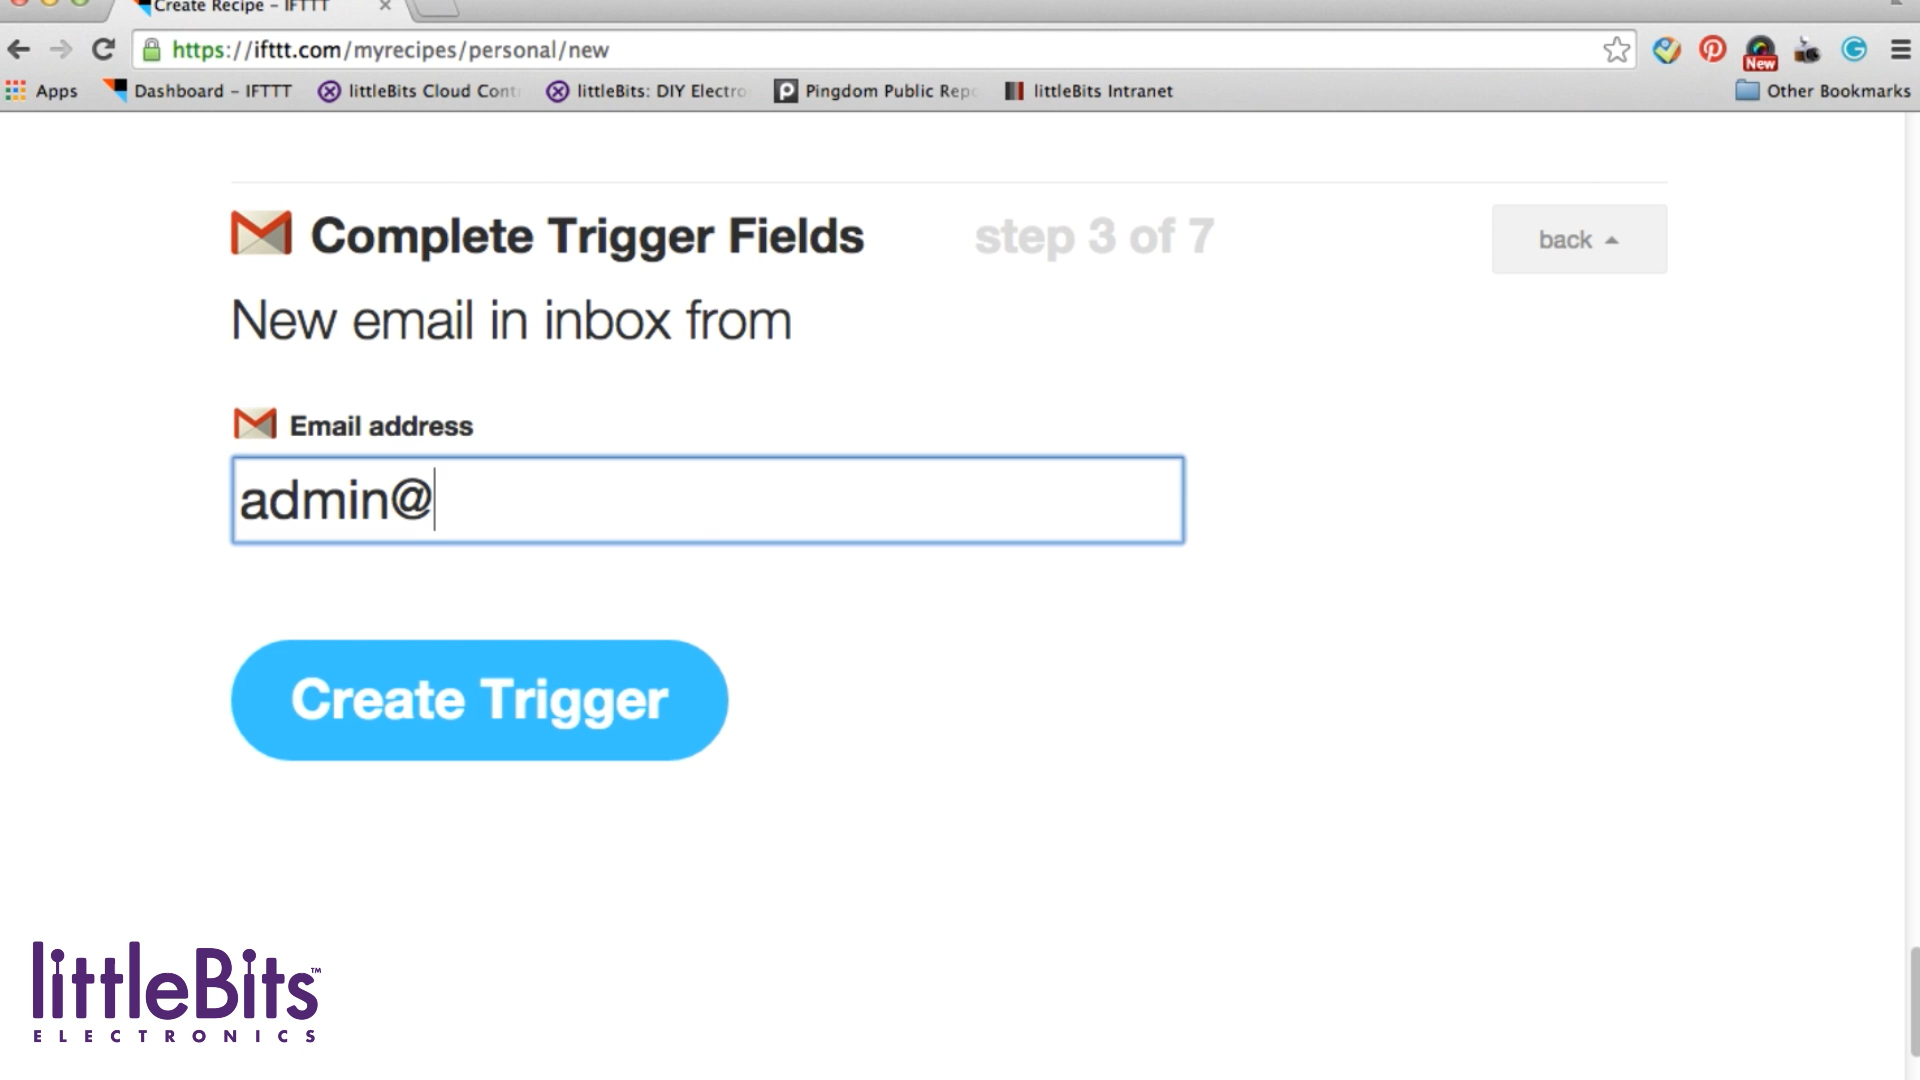 Create Recipe – IFTTT
https://ifttt.com/myrecipes/personal/new
New
Apps Dashboard – IFTTT littleBits Cloud Cont littleBits: DIY Electro Pingdom Public Rep littleBits Intranet Other Bookmarks
Complete Trigger Fields step 3 of 7 back
New email in inbox from
Email address
admin@
Create Trigger
littleBits™
ELECTRONICS